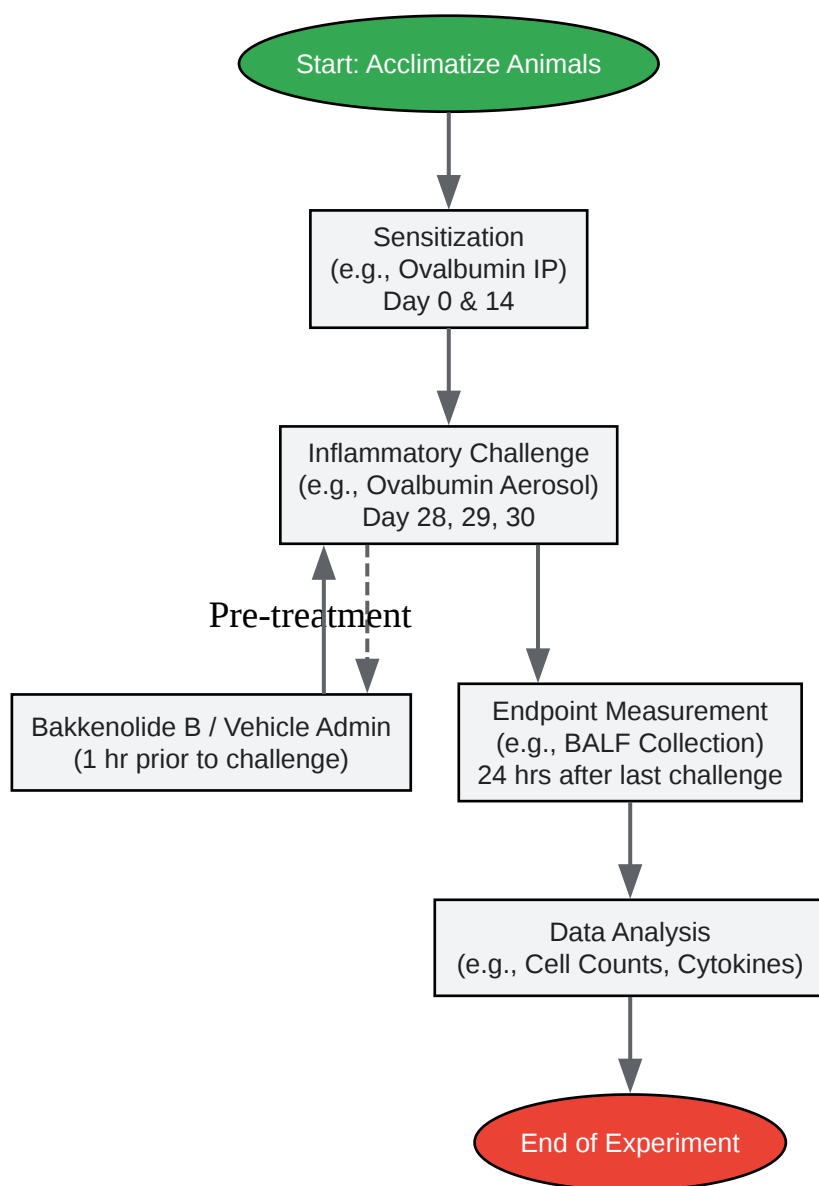 Start: Acclimatize Animals
Sensitization
(e.g., Ovalbumin IP)
Day 0 & 14
Inflammatory Challenge
(e.g., Ovalbumin Aerosol)
Day 28, 29, 30
Pre-treatment
Bakkenolide B / Vehicle Admin
(1 hr prior to challenge)
Endpoint Measurement
(e.g., BALF Collection)
24 hrs after last challenge
Data Analysis
(e.g., Cell Counts, Cytokines)
End of Experiment